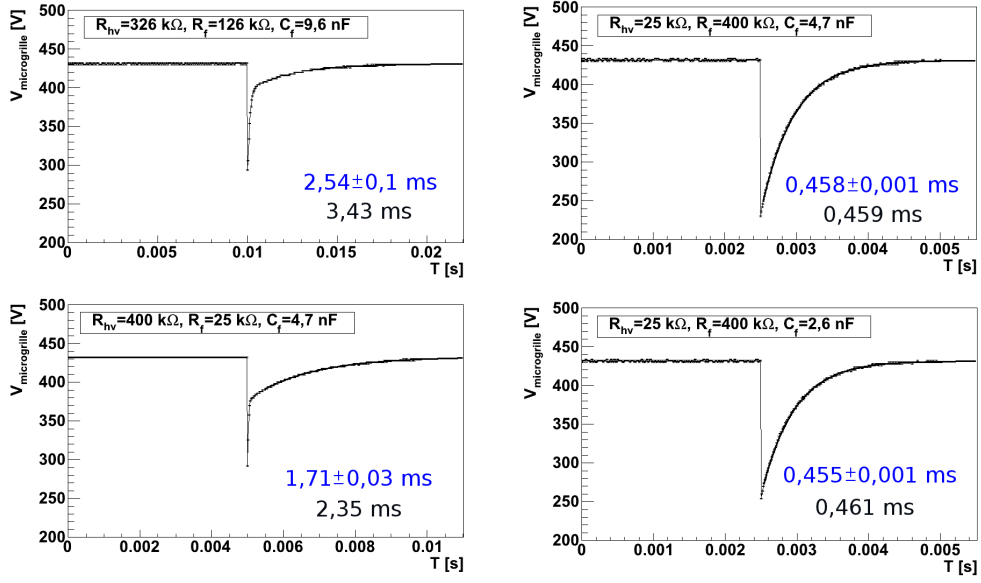 V_microgrille [V]
R_hv=326 kΩ, R_f=126 kΩ, C_f=9,6 nF
500
450
400
350
300
250
200
2,54±0,1 ms
3,43 ms
0 0.005 0.01 0.015 0.02
T [s]
V_microgrille [V]
R_hv=25 kΩ, R_f=400 kΩ, C_f=4,7 nF
500
450
400
350
300
250
200
0,458±0,001 ms
0,459 ms
0 0.001 0.002 0.003 0.004 0.005
T [s]
V_microgrille [V]
R_hv=400 kΩ, R_f=25 kΩ, C_f=4,7 nF
500
450
400
350
300
250
200
1,71±0,03 ms
2,35 ms
0 0.002 0.004 0.006 0.008 0.01
T [s]
V_microgrille [V]
R_hv=25 kΩ, R_f=400 kΩ, C_f=2,6 nF
500
450
400
350
300
250
200
0,455±0,001 ms
0,461 ms
0 0.001 0.002 0.003 0.004 0.005
T [s]